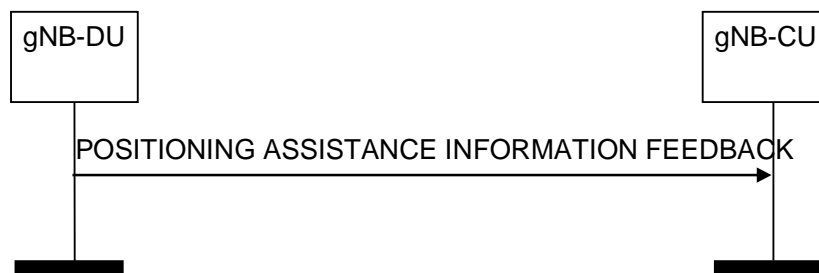 gNB-DU
gNB-CU
POSITIONING ASSISTANCE INFORMATION FEEDBACK